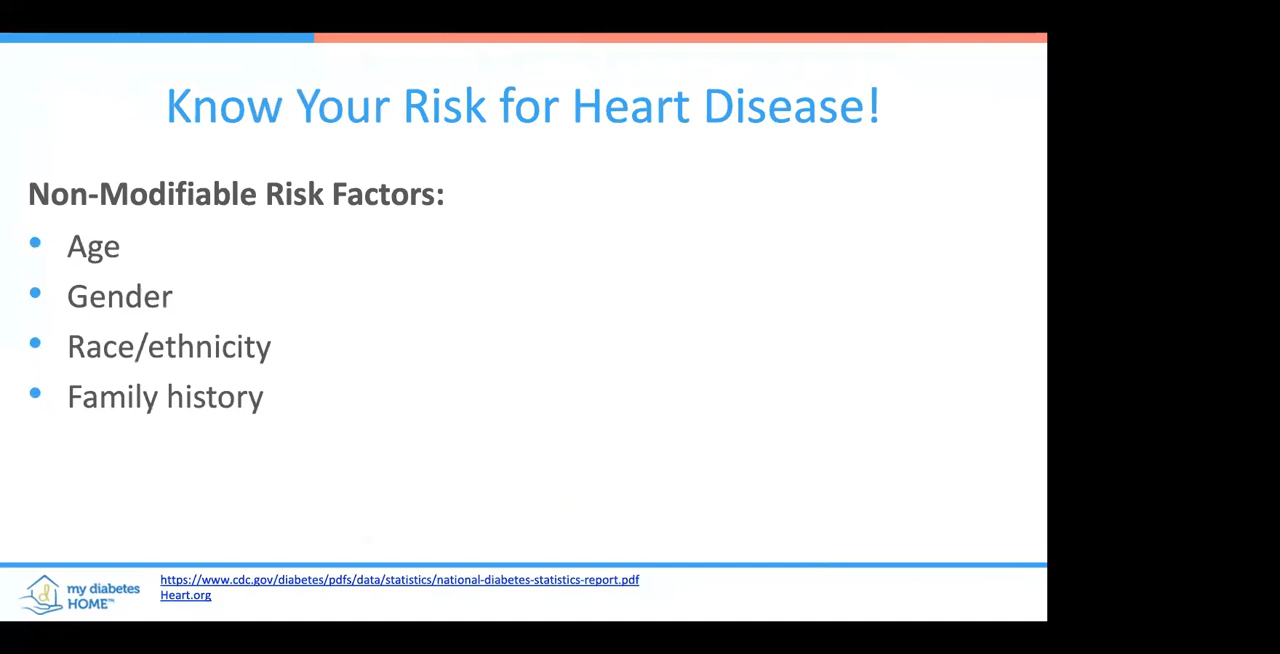 Know Your Risk for Heart Disease!
Non-Modifiable Risk Factors:
• Age
• Gender
• Race/ethnicity
• Family history
my diabetes
HOME™
https://www.cdc.gov/diabetes/pdfs/data/statistics/national-diabetes-statistics-report.pdf
Heart.org